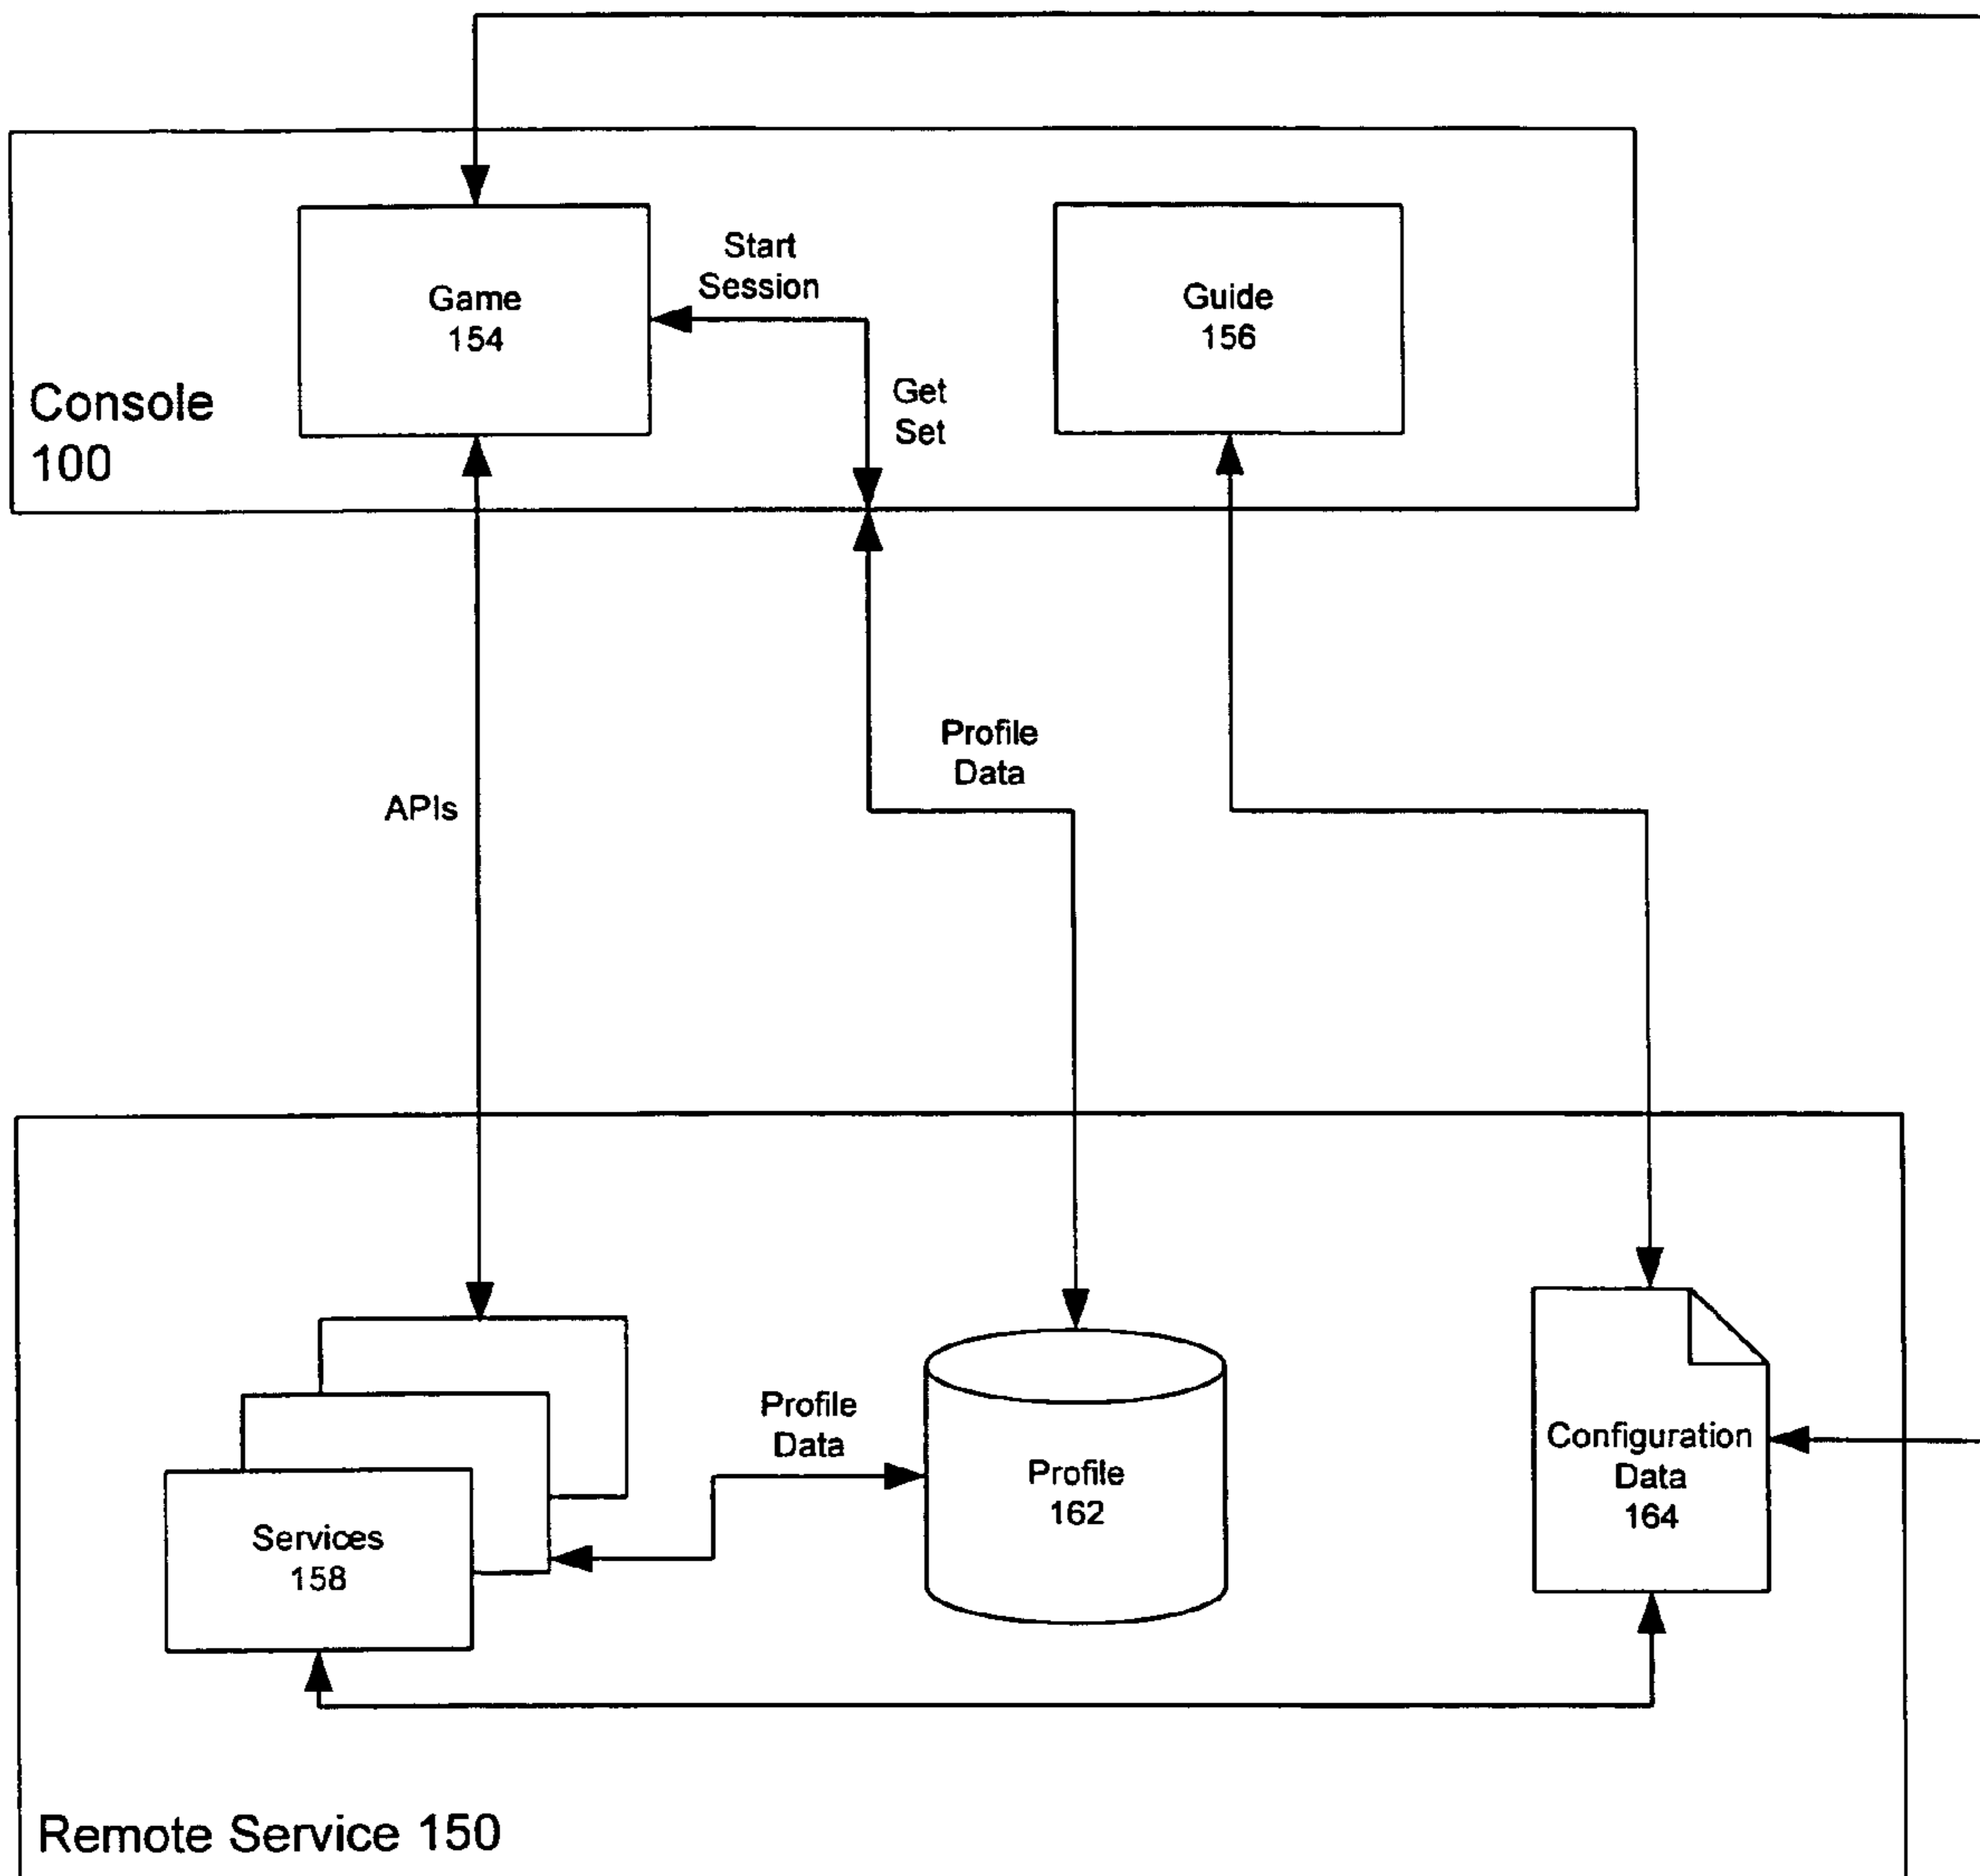 Start
Session
Game
154
Guide
156
Get
Set
Console
100
Profile
Data
APIs
Profile
Data
Configuration
Data
164
Profile
162
Services
158
Remote Service 150